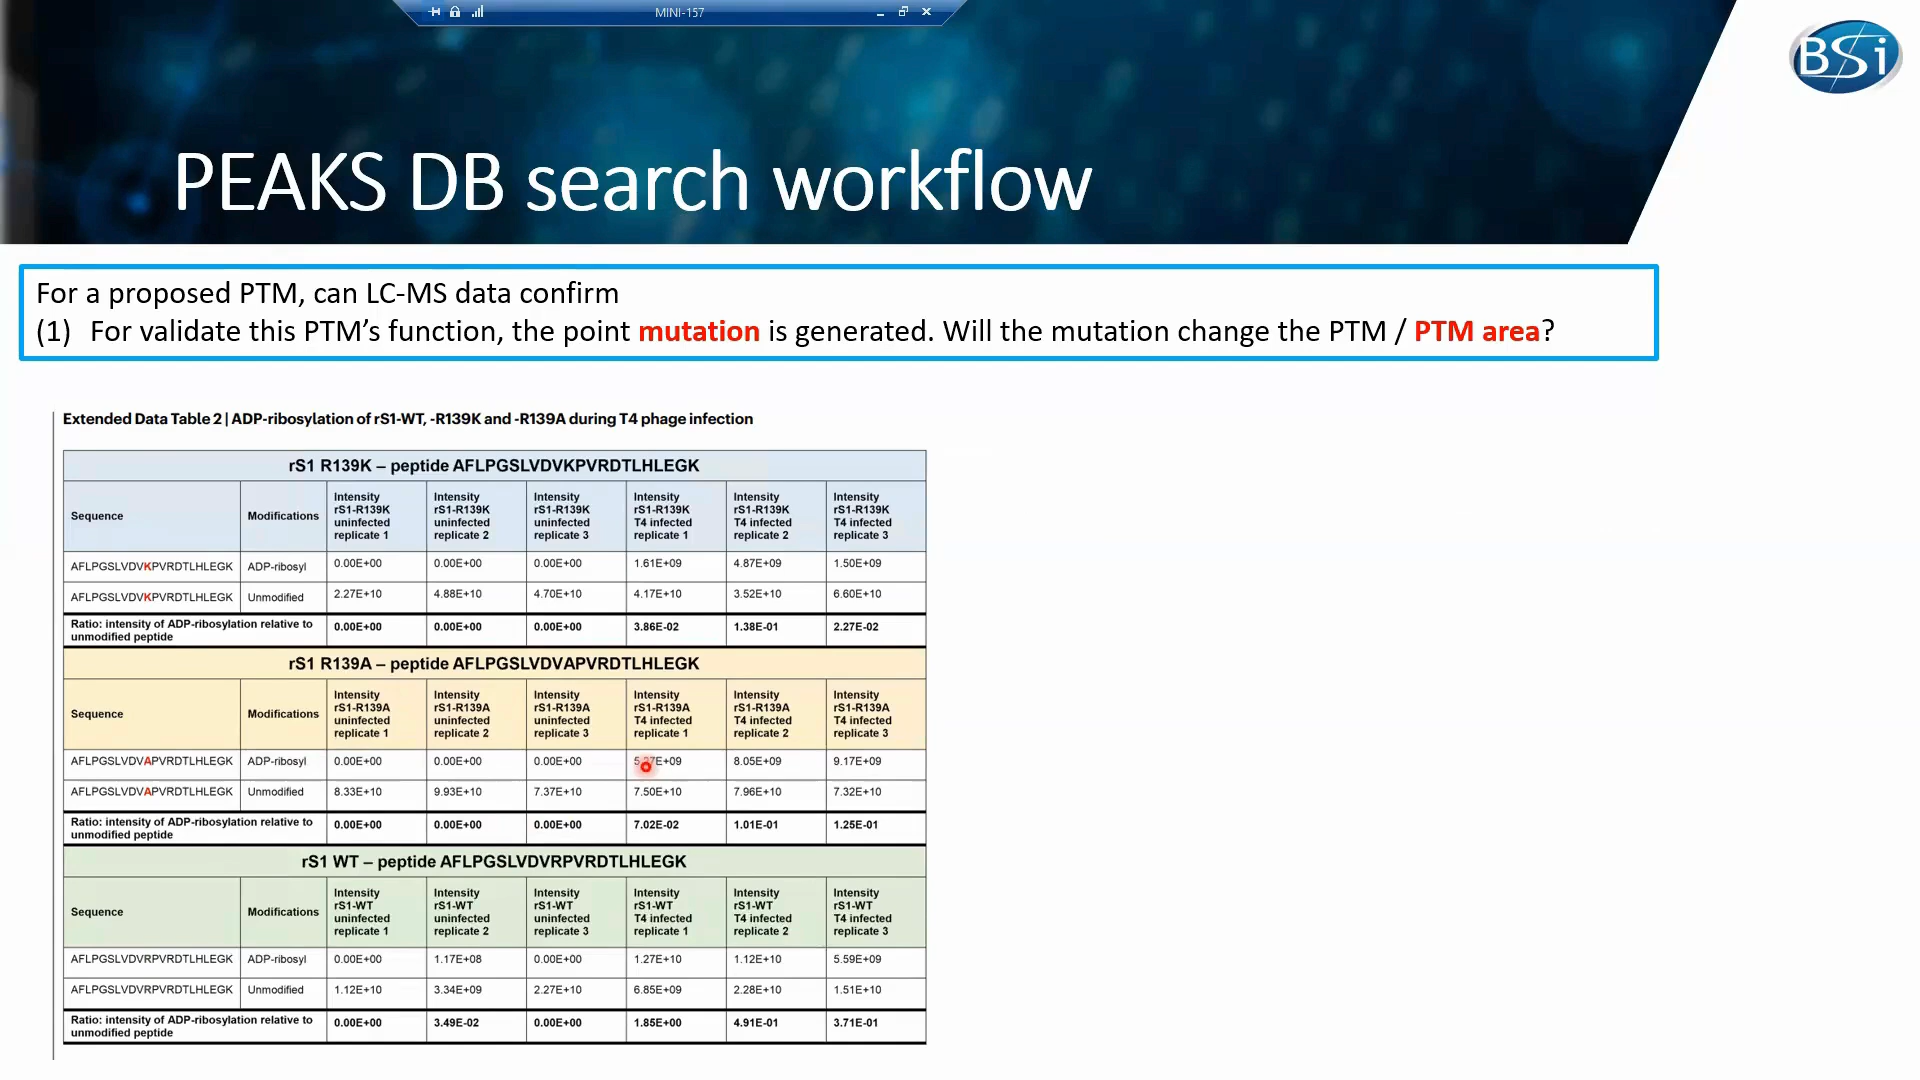 MINI-157
BSi
PEAKS DB search workflow
For a proposed PTM, can LC-MS data confirm
(1) For validate this PTM’s function, the point mutation is generated. Will the mutation change the PTM / PTM area?
Extended Data Table 2 | ADP-ribosylation of rS1-WT, -R139K and -R139A during T4 phage infection
rS1 R139K – peptide AFLPGSLVDVKPVRDTLHLEGK
Sequence Modifications Intensity rS1-R139K uninfected replicate 1 Intensity rS1-R139K uninfected replicate 2 Intensity rS1-R139K uninfected replicate 3 Intensity rS1-R139K T4 infected replicate 1 Intensity rS1-R139K T4 infected replicate 2 Intensity rS1-R139K T4 infected replicate 3
AFLPGSLVDVKPVRDTLHLEGK ADP-ribosyl 0.00E+00 0.00E+00 0.00E+00 1.61E+09 4.87E+09 1.50E+09
AFLPGSLVDVKPVRDTLHLEGK Unmodified 2.27E+10 4.88E+10 4.70E+10 4.17E+10 3.52E+10 6.60E+10
Ratio: intensity of ADP-ribosylation relative to unmodified peptide 0.00E+00 0.00E+00 0.00E+00 3.86E-02 1.38E-01 2.27E-02
rS1 R139A – peptide AFLPGSLVDVAPVRDTLHLEGK
Sequence Modifications Intensity rS1-R139A uninfected replicate 1 Intensity rS1-R139A uninfected replicate 2 Intensity rS1-R139A uninfected replicate 3 Intensity rS1-R139A T4 infected replicate 1 Intensity rS1-R139A T4 infected replicate 2 Intensity rS1-R139A T4 infected replicate 3
AFLPGSLVDVAPVRDTLHLEGK ADP-ribosyl 0.00E+00 0.00E+00 0.00E+00 8.05E+09 9.17E+09
AFLPGSLVDVAPVRDTLHLEGK Unmodified 8.33E+10 9.93E+10 7.37E+10 7.50E+10 7.96E+10 7.32E+10
Ratio: intensity of ADP-ribosylation relative to unmodified peptide 0.00E+00 0.00E+00 0.00E+00 7.02E-02 1.01E-01 1.25E-01
rS1 WT – peptide AFLPGSLVDVRPVRDTLHLEGK
Sequence Modifications Intensity rS1-WT uninfected replicate 1 Intensity rS1-WT uninfected replicate 2 Intensity rS1-WT uninfected replicate 3 Intensity rS1-WT T4 infected replicate 1 Intensity rS1-WT T4 infected replicate 2 Intensity rS1-WT T4 infected replicate 3
AFLPGSLVDVRPVRDTLHLEGK ADP-ribosyl 0.00E+00 1.17E+08 0.00E+00 1.27E+10 1.12E+10 5.59E+09
AFLPGSLVDVRPVRDTLHLEGK Unmodified 1.12E+10 3.34E+09 2.27E+10 6.85E+09 2.28E+10 1.51E+10
Ratio: intensity of ADP-ribosylation relative to unmodified peptide 0.00E+00 3.49E-02 0.00E+00 1.85E+00 4.91E-01 3.71E-01